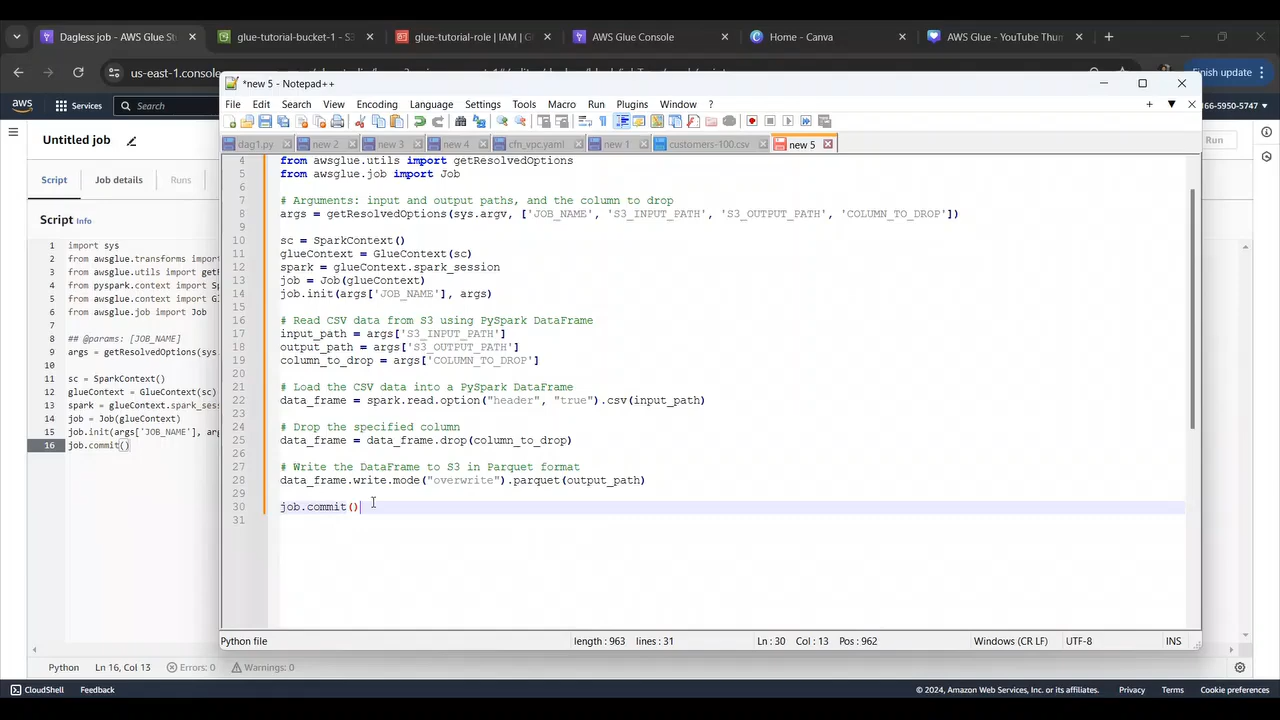 Dagless job - AWS Glue Stu
glue-tutorial-bucket-1 - S3
glue-tutorial-role | IAM | Gl
AWS Glue Console
Home - Canva
AWS Glue - YouTube Thum
us-east-1.console
Finish update
aws
Services
Search
66-5950-5747
*new 5 - Notepad++
File Edit Search View Encoding Language Settings Tools Macro Run Plugins Window ?
dag1.py new 2 new 3 new 4 cfn_vpc.yaml new 1 customers-100.csv new 5
Untitled job
Run
Script Job details Runs
Script Info
1 import sys
2 from awsglue.transforms import
3 from awsglue.utils import getR
4 from pyspark.context import Sp
5 from awsglue.context import Gl
6 from awsglue.job import Job
7
8 ## @params: [JOB_NAME]
9 args = getResolvedOptions(sys.
10
11 sc = SparkContext()
12 glueContext = GlueContext(sc)
13 spark = glueContext.spark_sess
14 job = Job(glueContext)
15 job.init(args['JOB_NAME'], arg
16 job.commit()
4 from awsglue.utils import getResolvedOptions
5 from awsglue.job import Job
6
7 # Arguments: input and output paths, and the column to drop
8 args = getResolvedOptions(sys.argv, ['JOB_NAME', 'S3_INPUT_PATH', 'S3_OUTPUT_PATH', 'COLUMN_TO_DROP'])
9
10 sc = SparkContext()
11 glueContext = GlueContext(sc)
12 spark = glueContext.spark_session
13 job = Job(glueContext)
14 job.init(args['JOB_NAME'], args)
15
16 # Read CSV data from S3 using PySpark DataFrame
17 input_path = args['S3_INPUT_PATH']
18 output_path = args['S3_OUTPUT_PATH']
19 column_to_drop = args['COLUMN_TO_DROP']
20
21 # Load the CSV data into a PySpark DataFrame
22 data_frame = spark.read.option("header", "true").csv(input_path)
23
24 # Drop the specified column
25 data_frame = data_frame.drop(column_to_drop)
26
27 # Write the DataFrame to S3 in Parquet format
28 data_frame.write.mode("overwrite").parquet(output_path)
29
30 job.commit()
31
Python file length : 963 lines : 31 Ln : 30 Col : 13 Pos : 962 Windows (CR LF) UTF-8 INS
Python Ln 16, Col 13 Errors: 0 Warnings: 0
CloudShell Feedback © 2024, Amazon Web Services, Inc. or its affiliates. Privacy Terms Cookie preferences